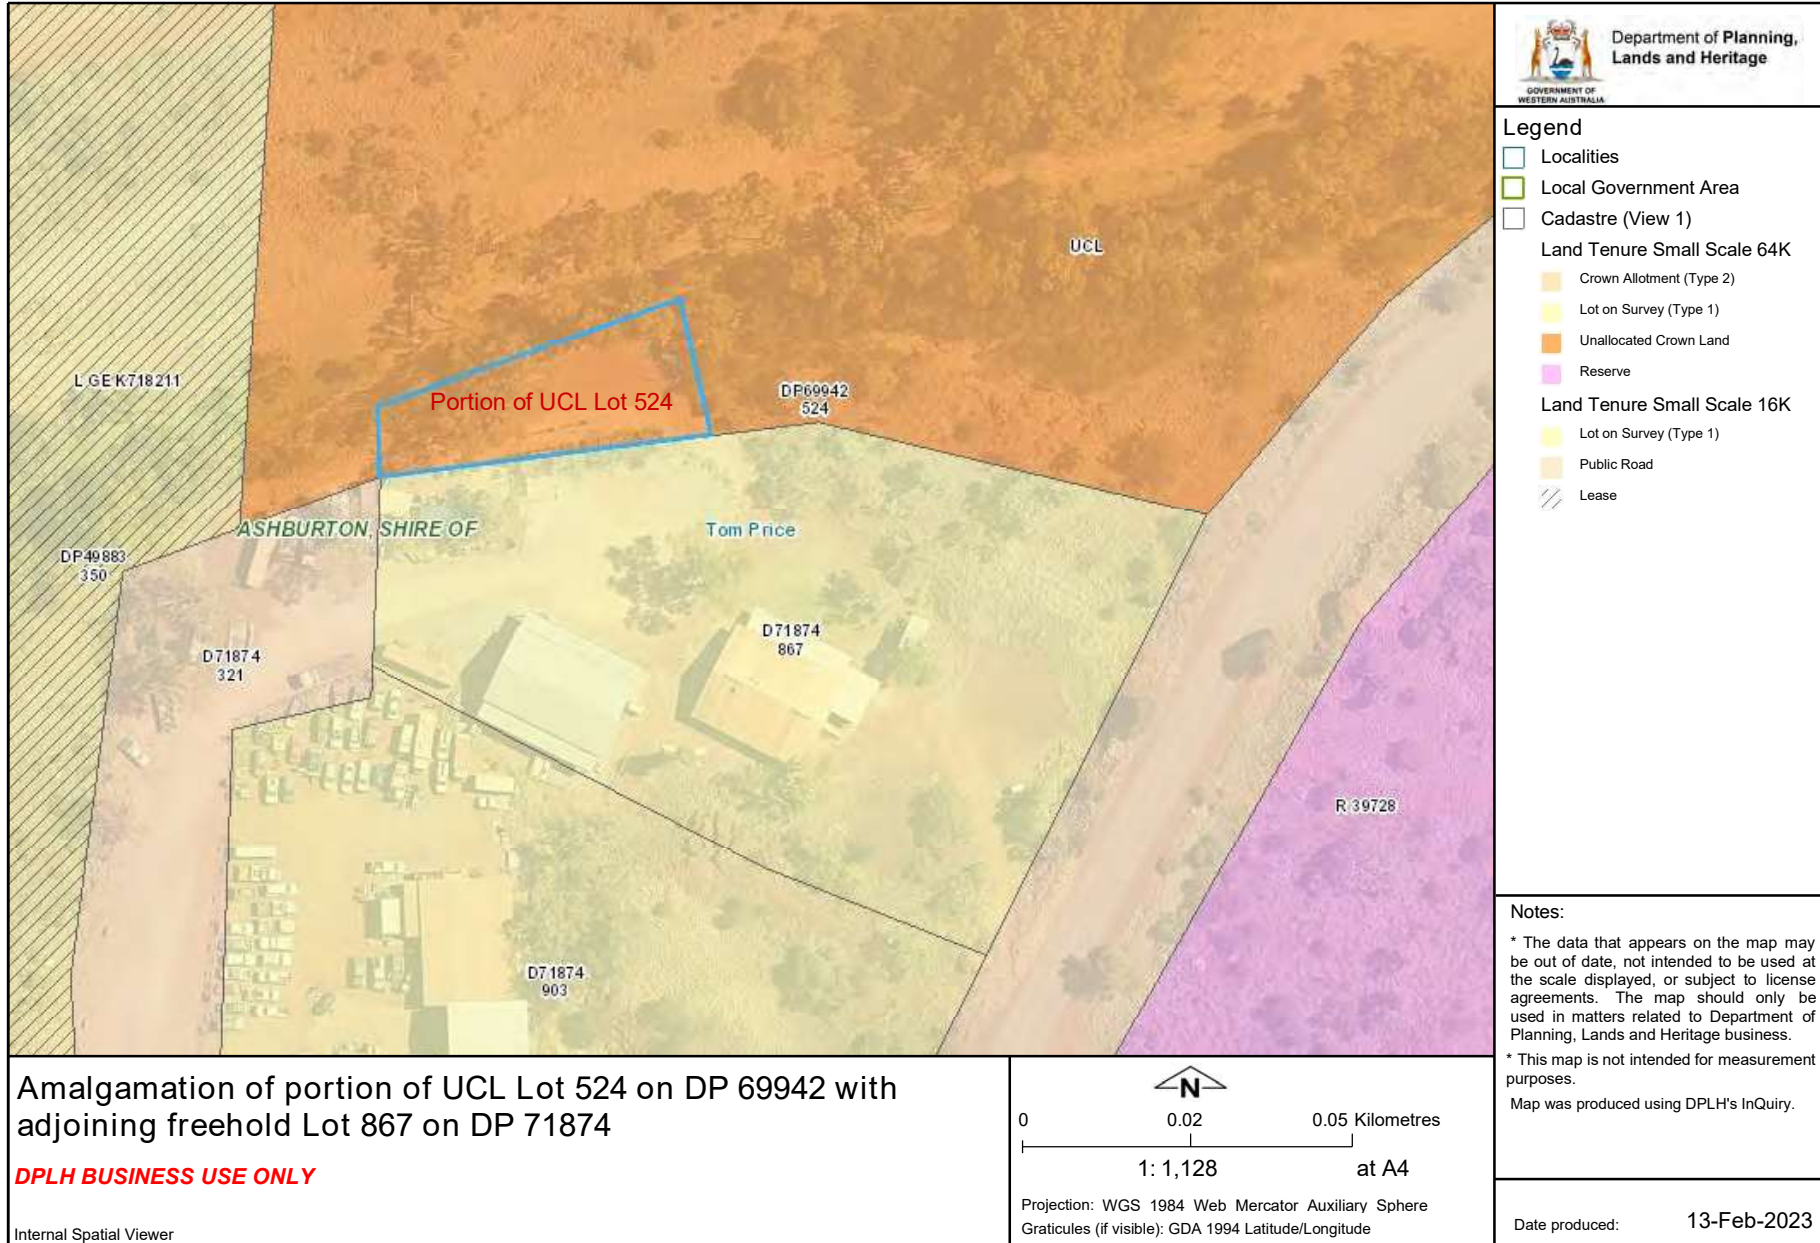 UCL
L GE K718211
Portion of UCL Lot 524
DP69942
524
ASHBURTON, SHIRE OF
Tom Price
DP49883
350
D71874
867
D71874
321
R 39728
D71874
903
Department of Planning,
Lands and Heritage
GOVERNMENT OF
WESTERN AUSTRALIA
Legend
Localities
Local Government Area
Cadastre (View 1)
Land Tenure Small Scale 64K
Crown Allotment (Type 2)
Lot on Survey (Type 1)
Unallocated Crown Land
Reserve
Land Tenure Small Scale 16K
Lot on Survey (Type 1)
Public Road
Lease
Notes:
* The data that appears on the map may
be out of date, not intended to be used at
the scale displayed, or subject to license
agreements. The map should only be
used in matters related to Department of
Planning, Lands and Heritage business.
* This map is not intended for measurement
purposes.
Map was produced using DPLH's InQuiry.
Date produced: 13-Feb-2023
Amalgamation of portion of UCL Lot 524 on DP 69942 with
adjoining freehold Lot 867 on DP 71874
DPLH BUSINESS USE ONLY
Internal Spatial Viewer
N
0 0.02 0.05 Kilometres
1: 1,128 at A4
Projection: WGS 1984 Web Mercator Auxiliary Sphere
Graticules (if visible): GDA 1994 Latitude/Longitude